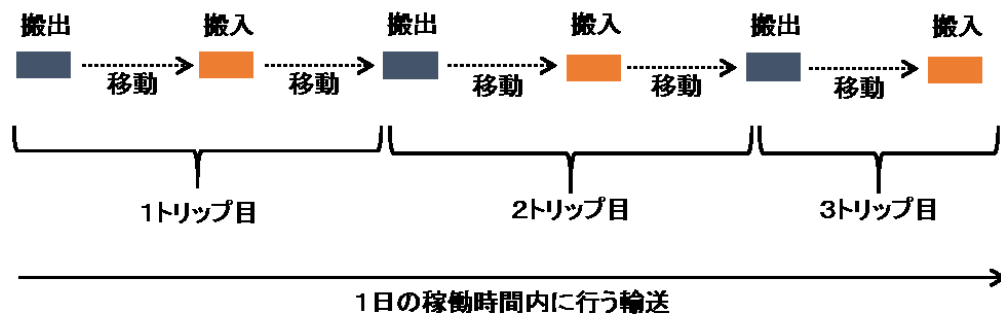 搬出 搬入 搬出 搬入 搬出 搬入
移動 移動 移動 移動 移動
1トリップ目 2トリップ目 3トリップ目
1日の稼働時間内に行う輸送